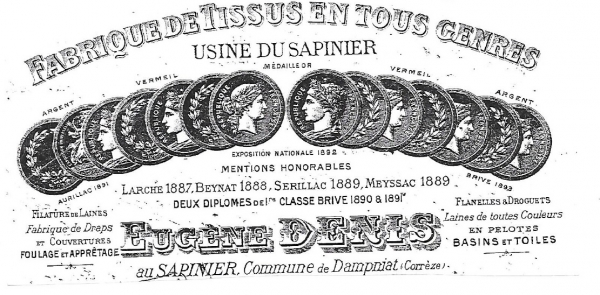 FABRIQUE DE TISSUS EN TOUS GENRES
USINE DU SAPINIER
MÉDAILLE OR
ARGENT VERMEIL VERMEIL ARGENT
EXPOSITION NATIONALE 1892
AURILLAC 1891 BRIVE 1893
MENTIONS HONORABLES
LARCHE 1887, BEYNAT 1888, SERILLAC 1889, MEYSSAC 1889
DEUX DIPLOMES de 1re CLASSE BRIVE 1890 & 1891
FILATURE DE LAINES
Fabrique de Draps
ET COUVERTURES
FOULAGE ET APPRÊTAGE
EUGÈNE DENIS
FLANELLES & DROGUETS
Laines de toutes Couleurs
EN PELOTES
BASINS ET TOILES
au SAPINIER, Commune de Dampniat (Corrèze)